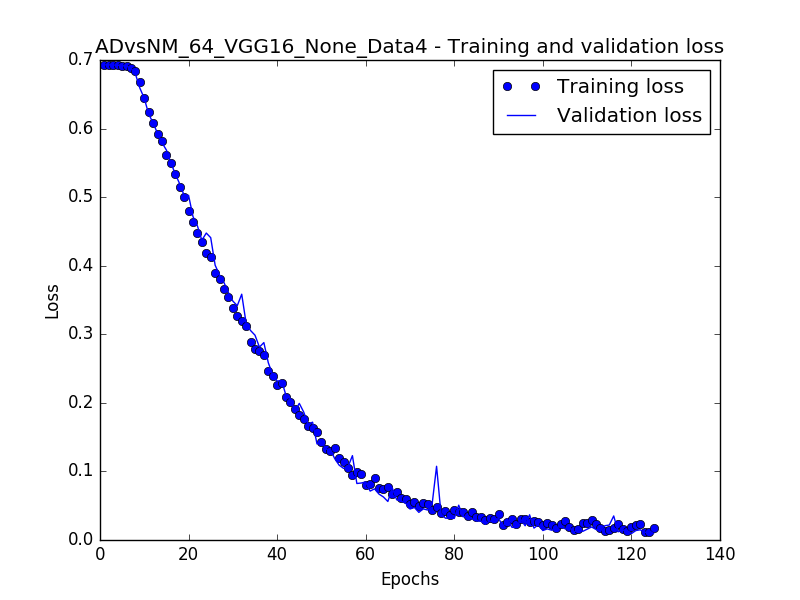 ADvsNM_64_VGG16_None_Data4 - Training and validation loss
Training loss
Validation loss
0.7
0.6
0.5
0.4
0.3
0.2
0.1
0.0
Loss
0 20 40 60 80 100 120 140
Epochs